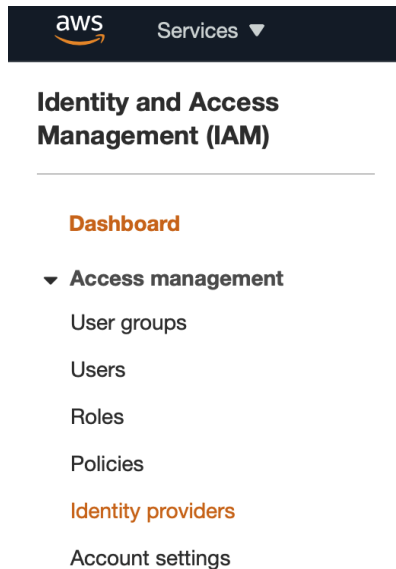 aws
Services ▼
Identity and Access
Management (IAM)
Dashboard
Access management
User groups
Users
Roles
Policies
Identity providers
Account settings